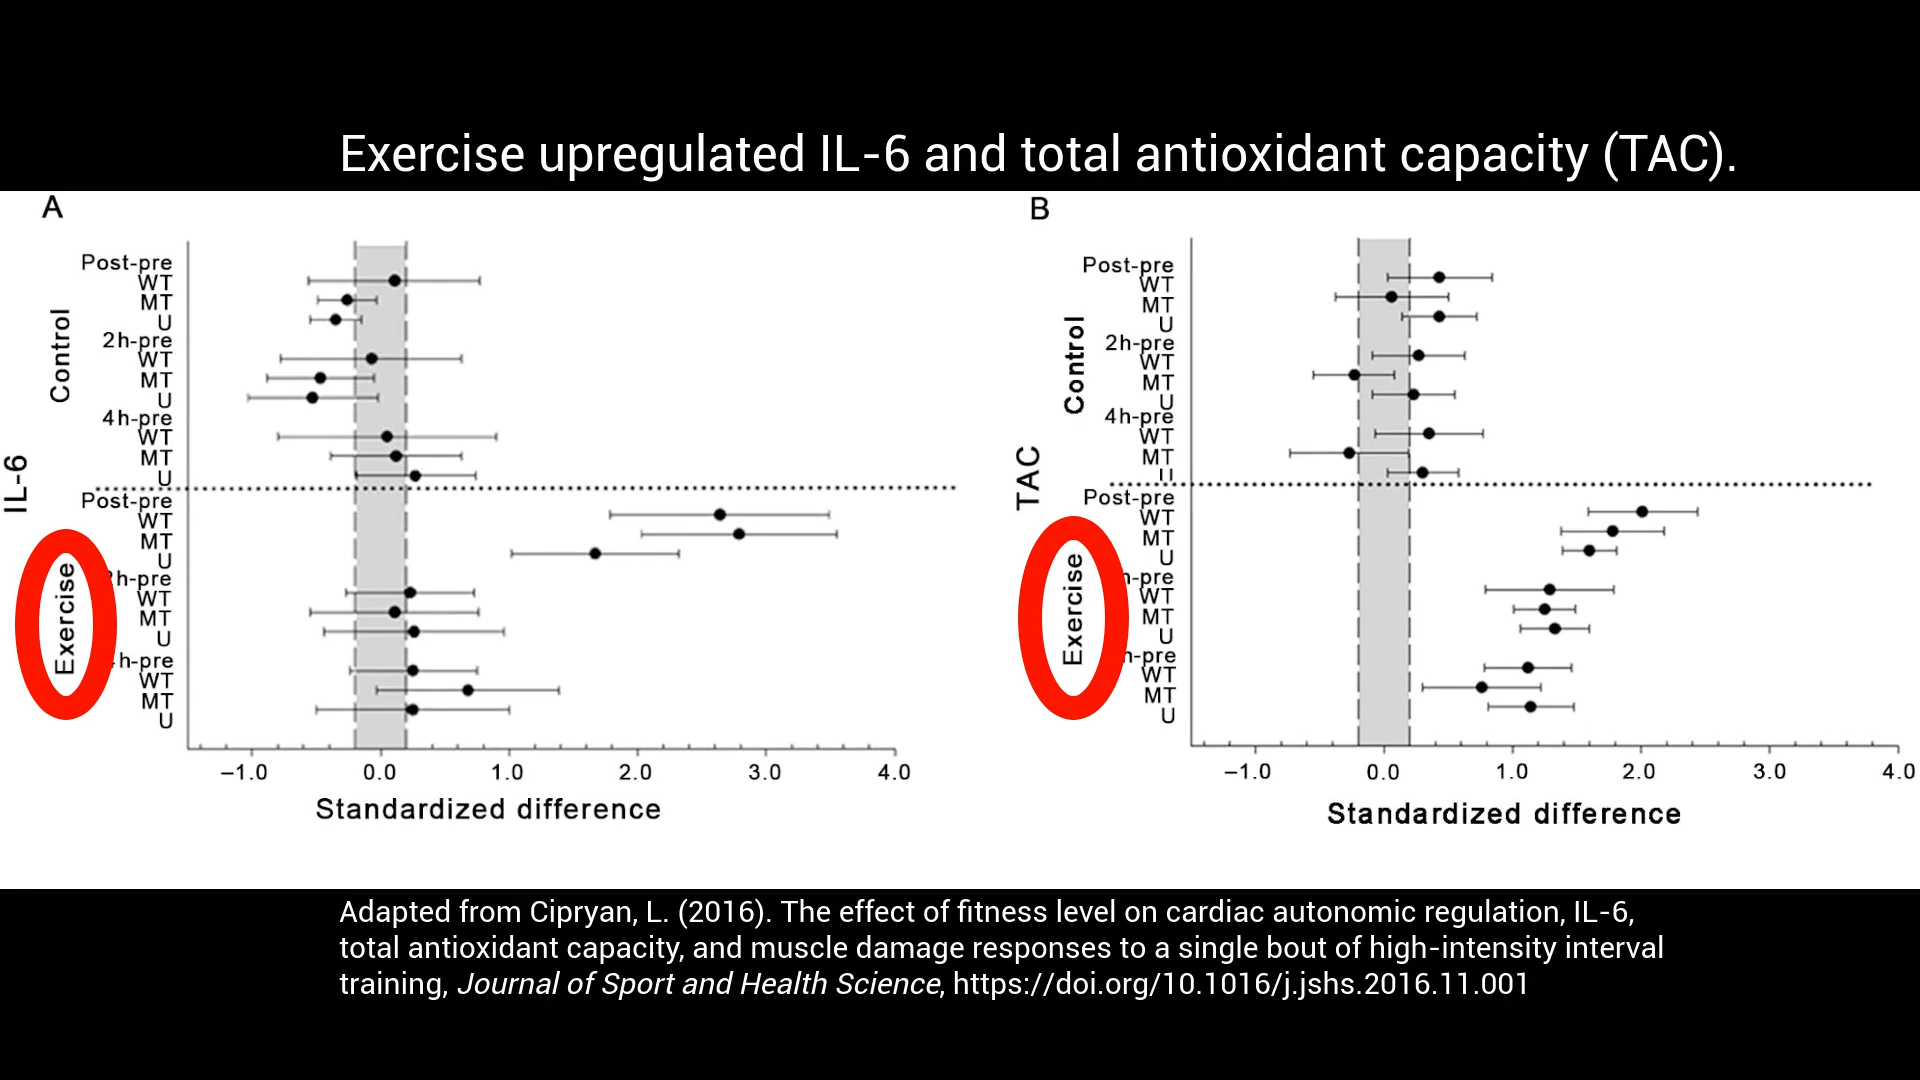 Exercise upregulated IL-6 and total antioxidant capacity (TAC).
A
IL-6
Control
Post-pre
WT
MT
U
2h-pre
WT
MT
U
4h-pre
WT
MT
U
Exercise
Post-pre
WT
MT
U
h-pre
WT
MT
U
h-pre
WT
MT
U
−1.0 0.0 1.0 2.0 3.0 4.0
Standardized difference
B
TAC
Control
Post-pre
WT
MT
U
2h-pre
WT
MT
U
4h-pre
WT
MT
U
Exercise
Post-pre
WT
MT
U
h-pre
WT
MT
U
h-pre
WT
MT
U
−1.0 0.0 1.0 2.0 3.0 4.0
Standardized difference
Adapted from Cipryan, L. (2016). The effect of fitness level on cardiac autonomic regulation, IL-6,
total antioxidant capacity, and muscle damage responses to a single bout of high-intensity interval
training, Journal of Sport and Health Science, https://doi.org/10.1016/j.jshs.2016.11.001